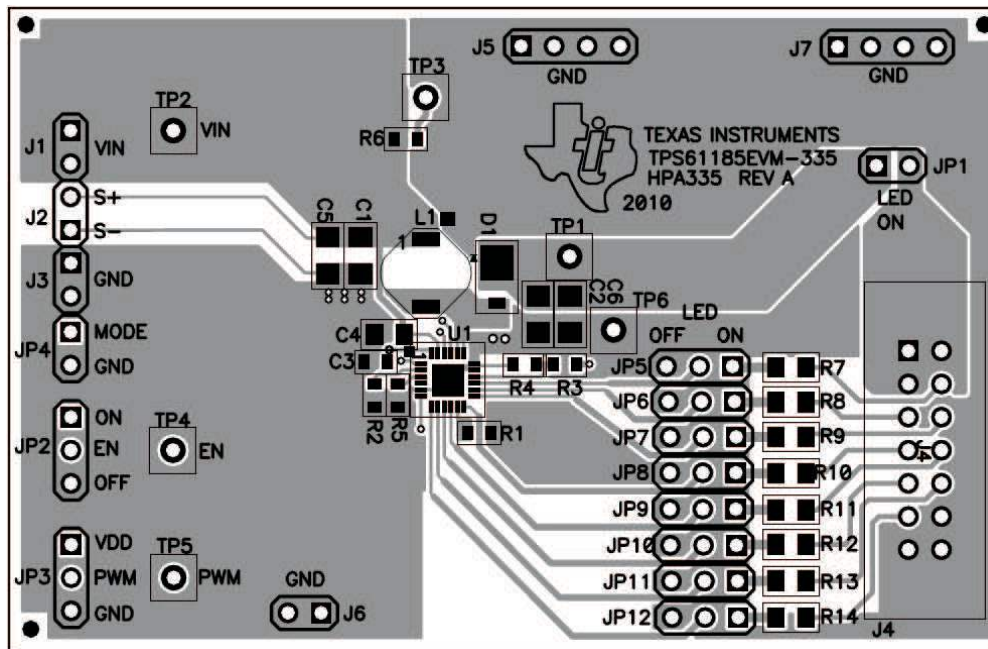 J5
GND
J7
GND
TP3
TP2
VIN
R6
TEXAS INSTRUMENTS
TPS61185EVM-335
HPA335 REV A
2010
J1
VIN
JP1
LED
ON
J2
S+
S-
C5
C1
L1
1
D1
TP1
J3
GND
C2
C6
TP6
LED
OFF ON
JP4
MODE
GND
C4
C3
U1
1
R2
R5
R4
R3
R1
JP5
R7
JP6
R8
JP7
R9
JP8
R10
JP9
R11
JP10
R12
JP11
R13
JP12
R14
J4
J4
JP2
ON
EN
OFF
TP4
EN
JP3
VDD
PWM
GND
TP5
PWM
GND
J6